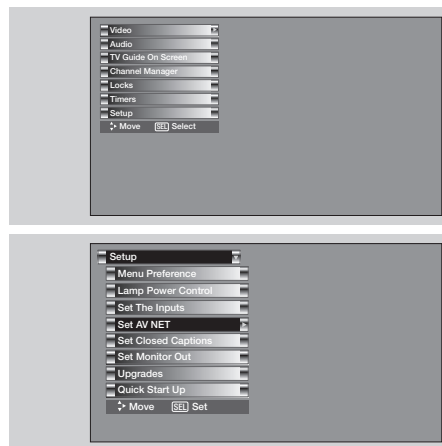 Video
Audio
TV Guide On Screen
Channel Manager
Locks
Timers
Setup
Move SEL Select
Setup
Menu Preference
Lamp Power Control
Set The Inputs
Set AV NET
Set Closed Captions
Set Monitor Out
Upgrades
Quick Start Up
Move SEL Set